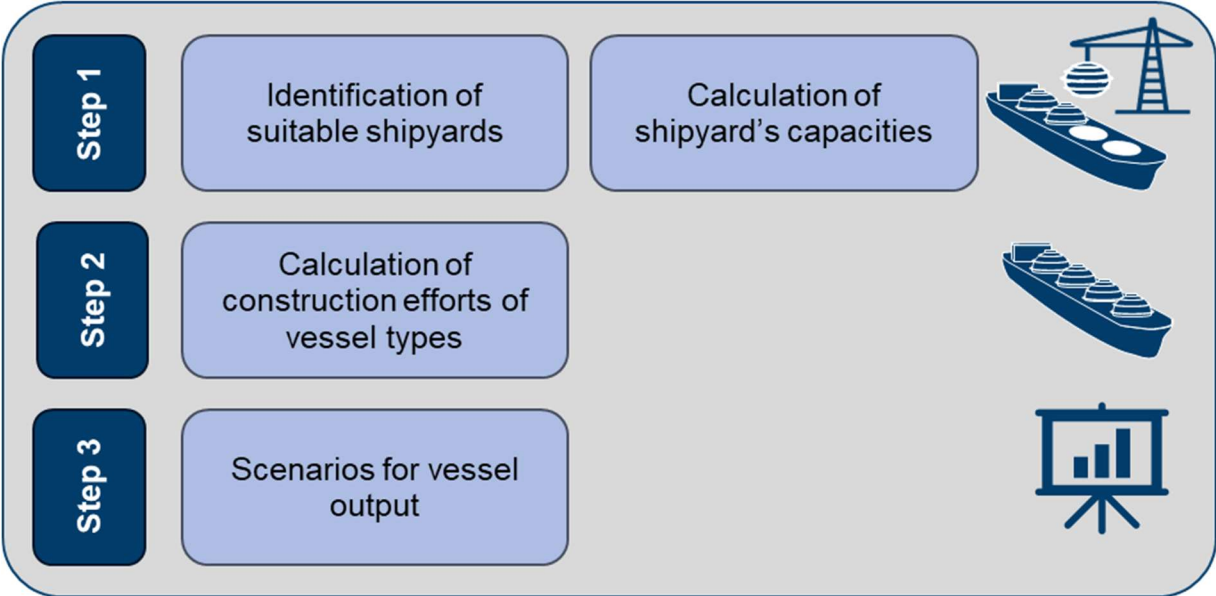 Step 1
Identification of
suitable shipyards
Calculation of
shipyard's capacities
Step 2
Calculation of
construction efforts of
vessel types
Step 3
Scenarios for vessel
output